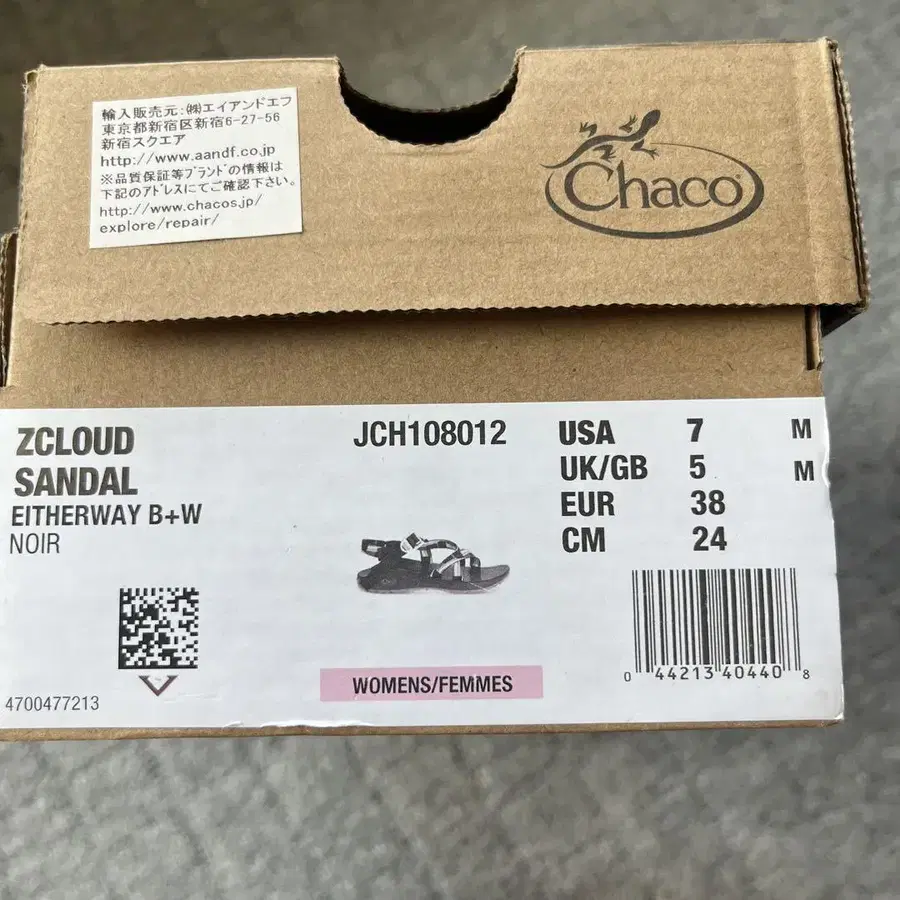 輸入販売元:㈱エイアンドエフ
東京都新宿区新宿6-27-56
新宿スクエア
http://www.aandf.co.jp
※品質保証等ブランドの情報は
下記のアドレスにてご確認下さい。
http://www.chacos.jp/
explore/repair/
Chaco
ZCLOUD
SANDAL
EITHERWAY B+W
NOIR
4700477213
JCH108012
WOMENS/FEMMES
USA 7 M
UK/GB 5 M
EUR 38
CM 24
0 44213 40440 8